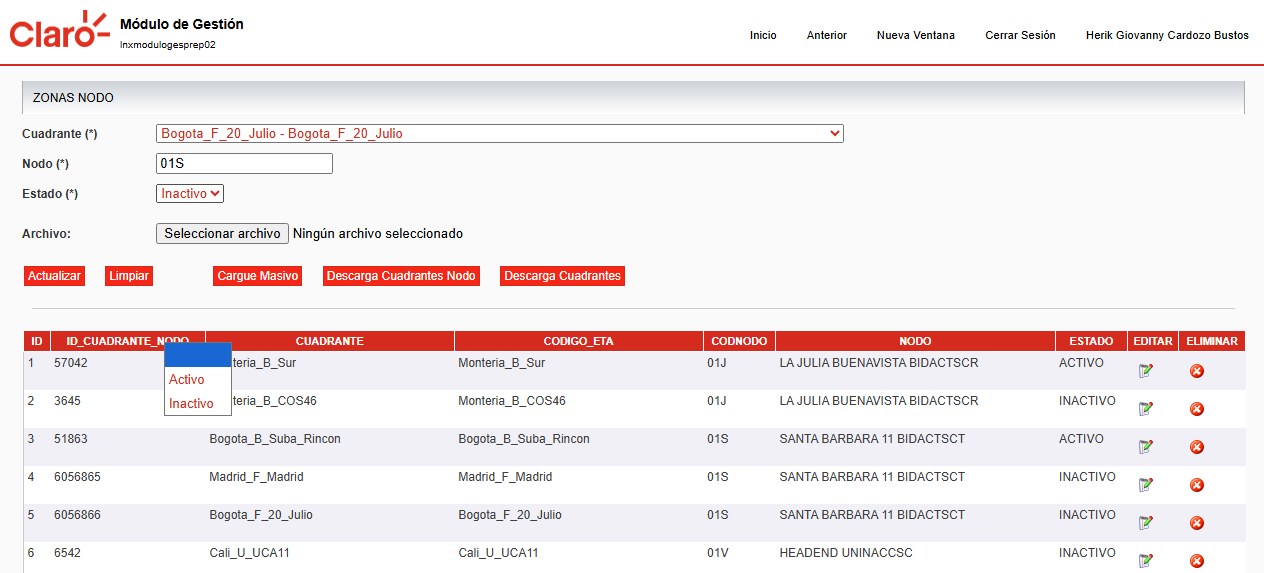 Claro Módulo de Gestión
lnxmodulogesprep02
Inicio Anterior Nueva Ventana Cerrar Sesión Herik Giovanny Cardozo Bustos
ZONAS NODO
Cuadrante (*) Bogota_F_20_Julio - Bogota_F_20_Julio
Nodo (*) 01S
Estado (*) Inactivo
Archivo: Seleccionar archivo Ningún archivo seleccionado
Actualizar Limpiar Cargue Masivo Descarga Cuadrantes Nodo Descarga Cuadrantes
ID ID_CUADRANTE_NODO CUADRANTE CODIGO_ETA CODNODO NODO ESTADO EDITAR ELIMINAR
1 57042 teria_B_Sur Monteria_B_Sur 01J LA JULIA BUENAVISTA BIDACTSCR ACTIVO
Activo
Inactivo
2 3645 teria_B_COS46 Monteria_B_COS46 01J LA JULIA BUENAVISTA BIDACTSCR INACTIVO
3 51863 Bogota_B_Suba_Rincon Bogota_B_Suba_Rincon 01S SANTA BARBARA 11 BIDACTSCT ACTIVO
4 6056865 Madrid_F_Madrid Madrid_F_Madrid 01S SANTA BARBARA 11 BIDACTSCT INACTIVO
5 6056866 Bogota_F_20_Julio Bogota_F_20_Julio 01S SANTA BARBARA 11 BIDACTSCT INACTIVO
6 6542 Cali_U_UCA11 Cali_U_UCA11 01V HEADEND UNINACCSC INACTIVO